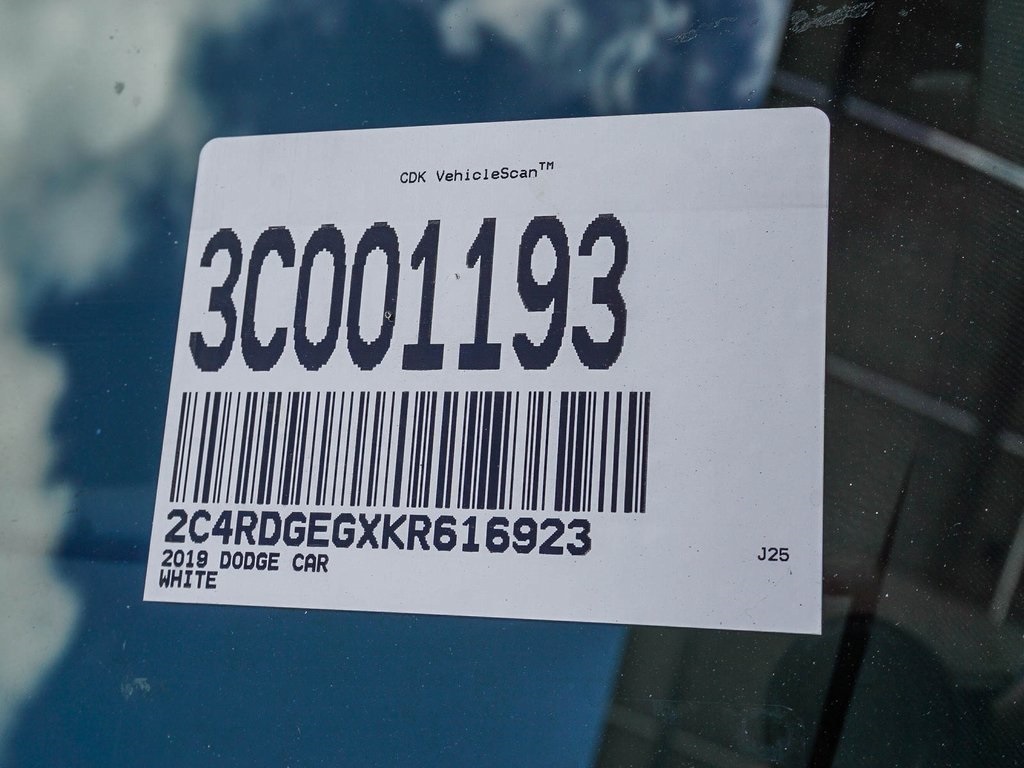 CDK VehicleScan™
3C001193
2C4RDGEGXKR616923
2019 DODGE CAR
WHITE
J25